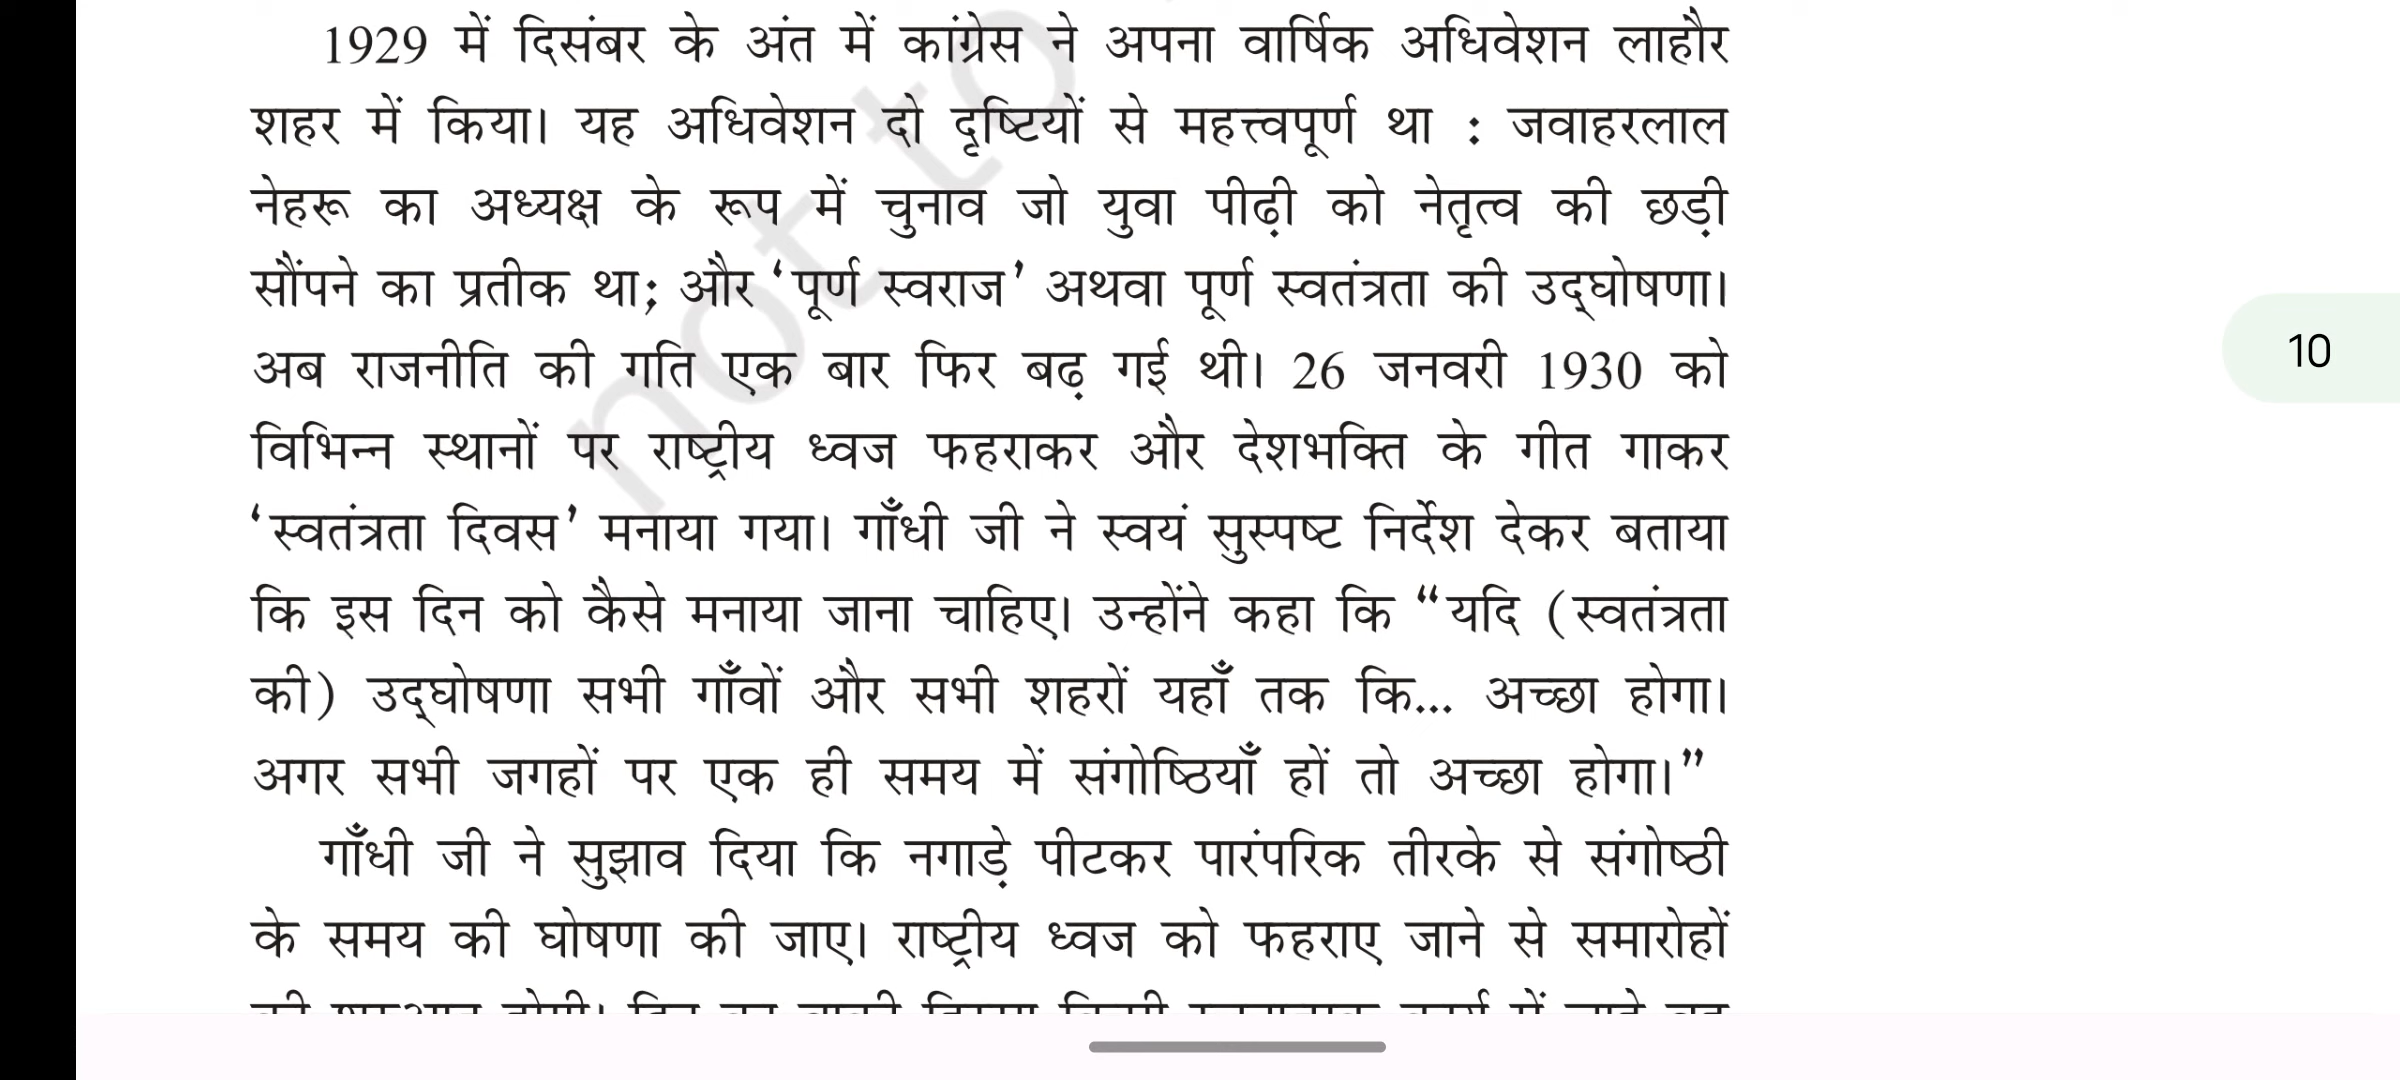 1929 में दिसंबर के अंत में कांग्रेस ने अपना वार्षिक अधिवेशन लाहौर
शहर में किया। यह अधिवेशन दो दृष्टियों से महत्त्वपूर्ण था : जवाहरलाल
नेहरू का अध्यक्ष के रूप में चुनाव जो युवा पीढ़ी को नेतृत्व की छड़ी
सौंपने का प्रतीक था; और ‘पूर्ण स्वराज’ अथवा पूर्ण स्वतंत्रता की उद्‌घोषणा।
अब राजनीति की गति एक बार फिर बढ़ गई थी। 26 जनवरी 1930 को
विभिन्न स्थानों पर राष्ट्रीय ध्वज फहराकर और देशभक्ति के गीत गाकर
‘स्वतंत्रता दिवस’ मनाया गया। गाँधी जी ने स्वयं सुस्पष्ट निर्देश देकर बताया
कि इस दिन को कैसे मनाया जाना चाहिए। उन्होंने कहा कि “यदि (स्वतंत्रता
की) उद्‌घोषणा सभी गाँवों और सभी शहरों यहाँ तक कि... अच्छा होगा।
अगर सभी जगहों पर एक ही समय में संगोष्ठियाँ हों तो अच्छा होगा।”
गाँधी जी ने सुझाव दिया कि नगाड़े पीटकर पारंपरिक तीरके से संगोष्ठी
के समय की घोषणा की जाए। राष्ट्रीय ध्वज को फहराए जाने से समारोहों
10
not to